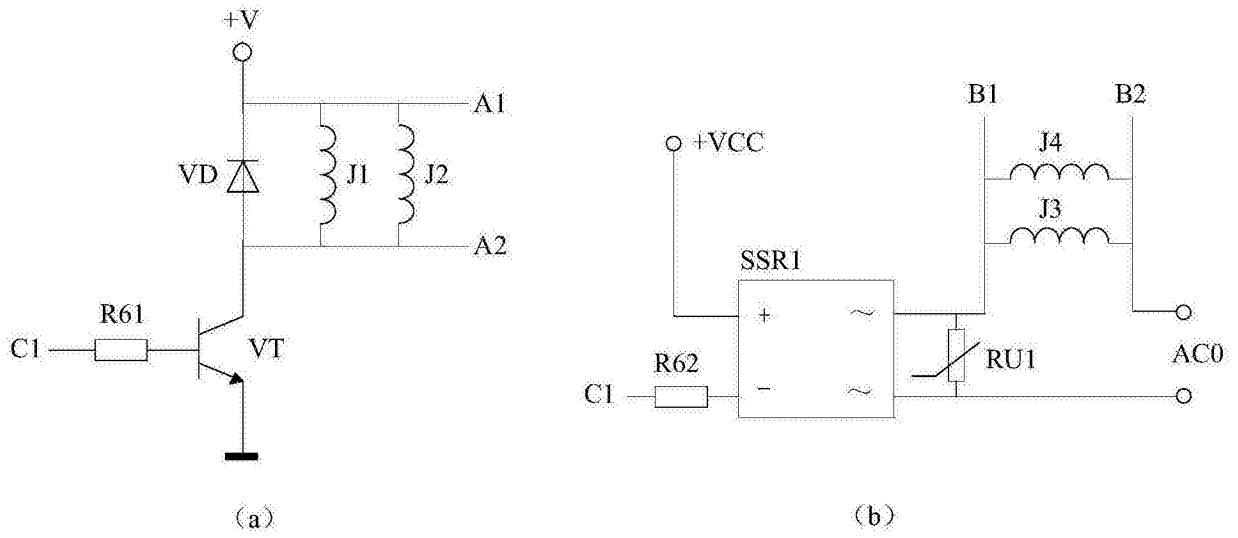 +V
A1
VD
J1
J2
A2
R61
C1
VT
(a)
B1
B2
+VCC
J4
J3
SSR1
+
~
R62
RU1
AC0
C1
−
~
(b)